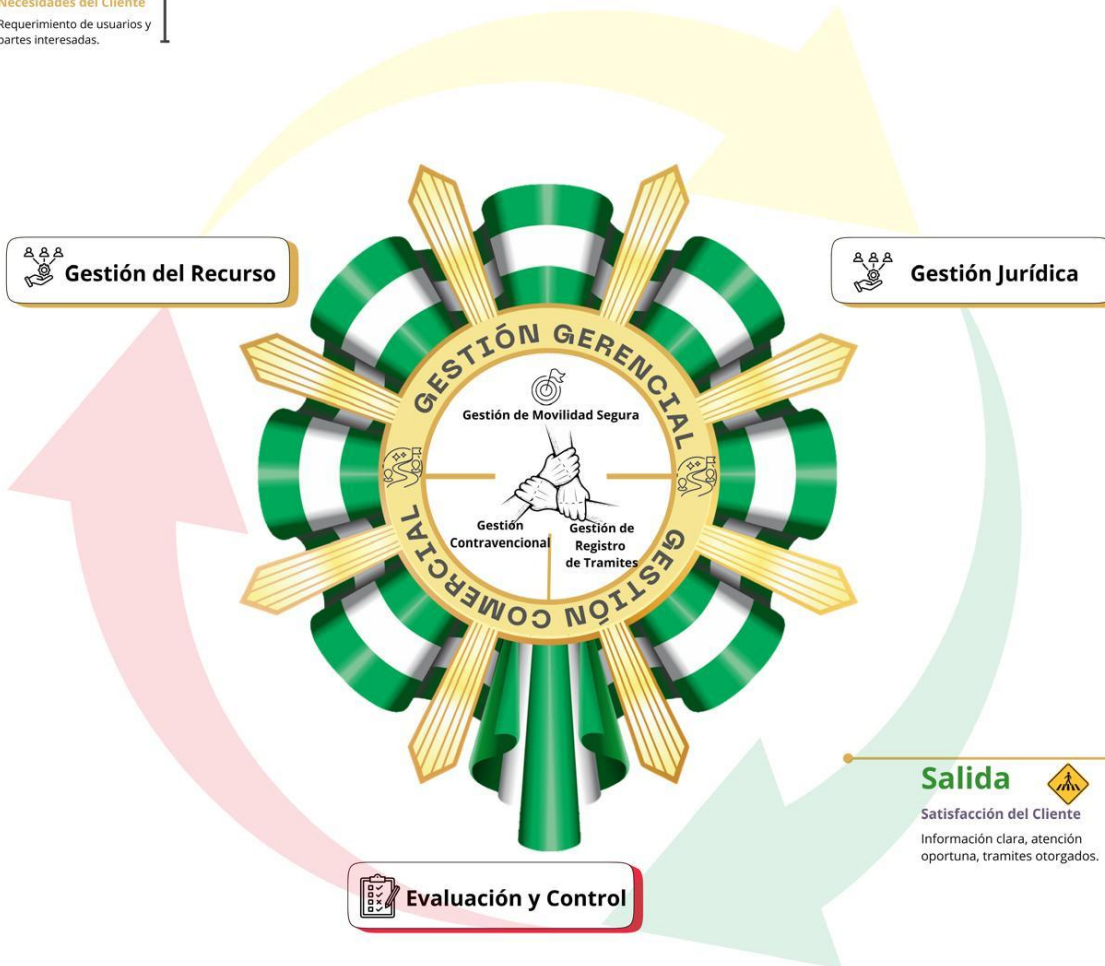 Necesidades del Cliente
Requerimiento de usuarios y
partes interesadas.
Gestión del Recurso
Gestión Jurídica
GESTIÓN GERENCIAL
Gestión de Movilidad Segura
Gestión
Contravencional
Gestión de
Registro
de Tramites
GESTIÓN COMERCIAL
Salida
Satisfacción del Cliente
Información clara, atención
oportuna, tramites otorgados.
Evaluación y Control